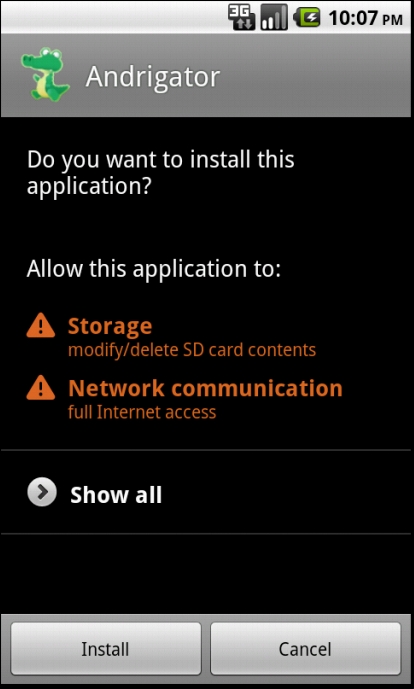 3G 10:07 PM
Andrigator
Do you want to install this
application?
Allow this application to:
Storage
modify/delete SD card contents
Network communication
full Internet access
Show all
Install Cancel